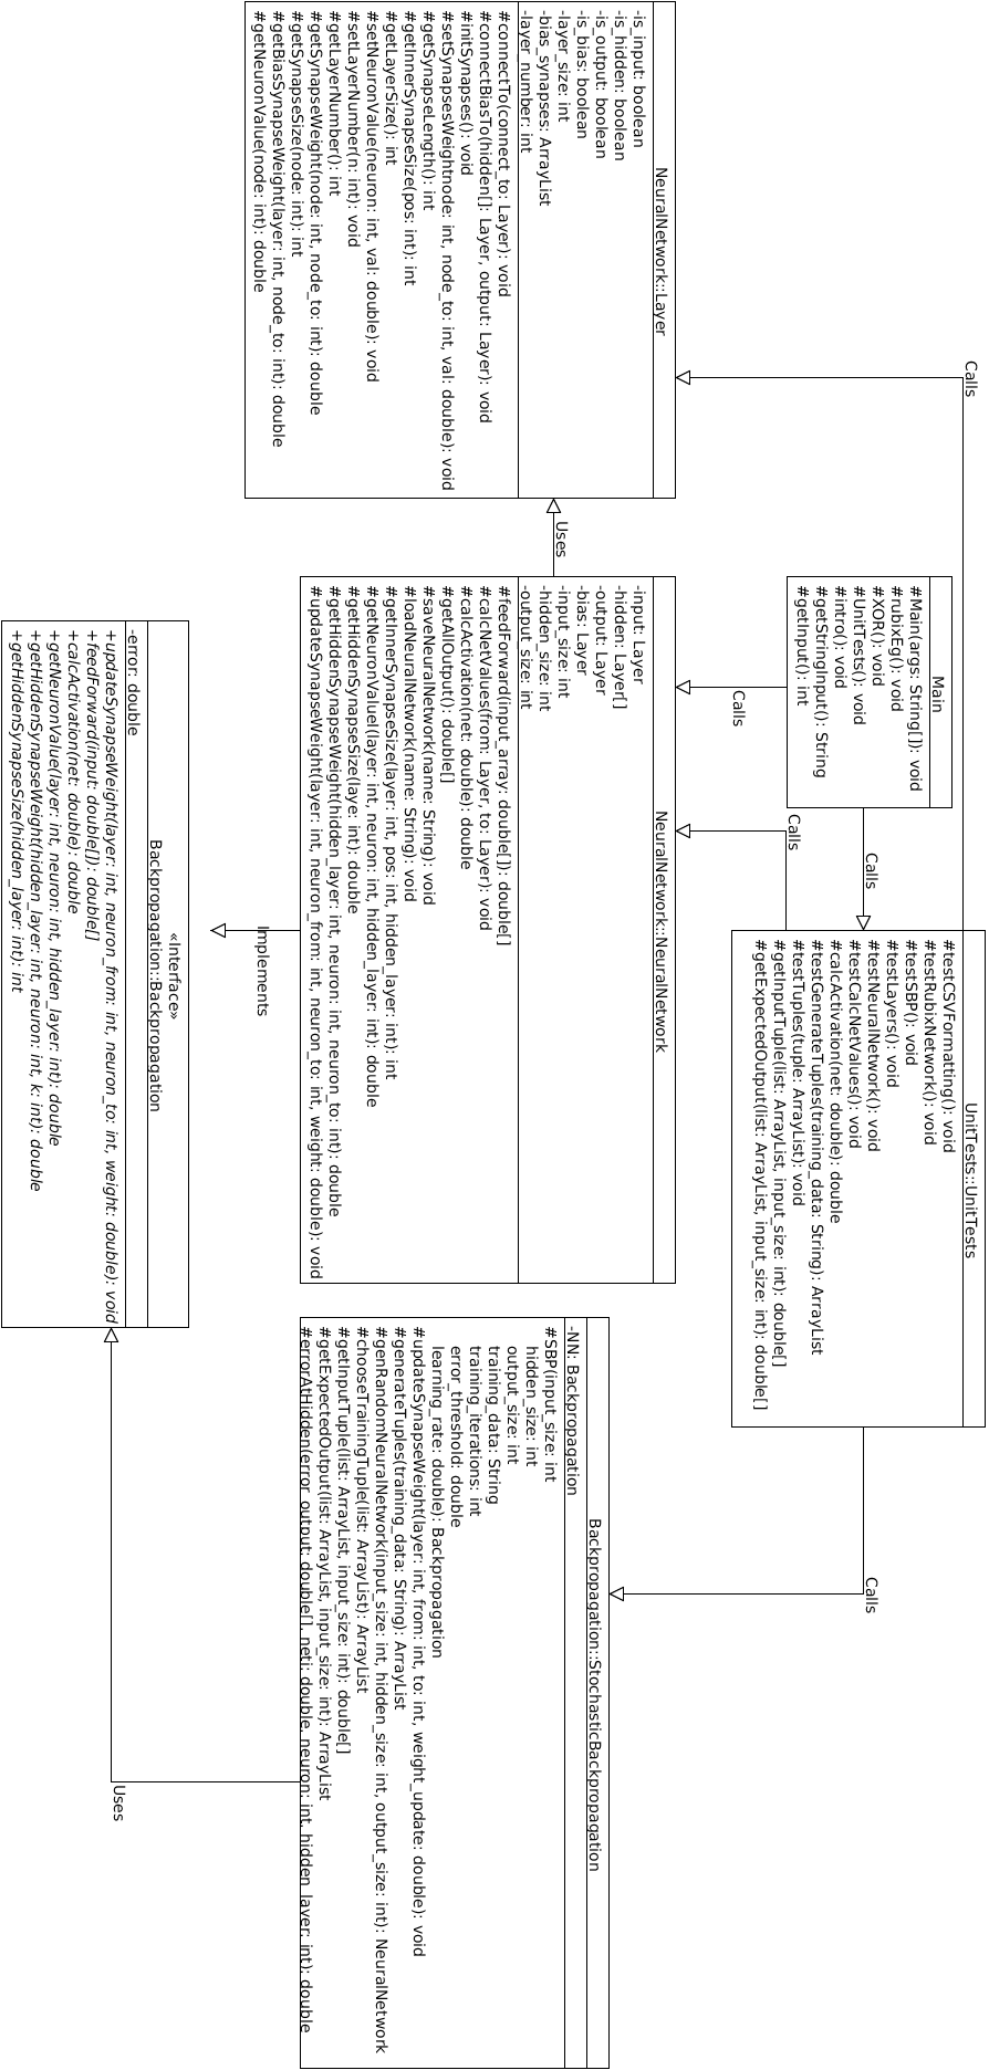 Calls
Main
#Main(args: String[]): void
#rubixEg(): void
#XOR(): void
#UnitTests(): void
#intro(): void
#getStringInput(): String
#getInput(): int
Calls
UnitTests::UnitTests
#testCSVFormatting(): void
#testRubixNetwork(): void
#testSBP(): void
#testLayers(): void
#testNeuralNetwork(): void
#testCalcNetValues(): void
#calcActivation(net: double): double
#testGenerateTuples(training_data: String): ArrayList
#testTuples(tuple: ArrayList): void
#getInputTuple(list: ArrayList, input_size: int): double[]
#getExpectedOutput(list: ArrayList, input_size: int): double[]
Calls
Calls
Calls
NeuralNetwork::Layer
-is_input: boolean
-is_hidden: boolean
-is_output: boolean
-is_bias: boolean
-layer_size: int
-bias_synapses: ArrayList
-layer_number: int
#connectTo(connect_to: Layer): void
#connectBiasTo(hidden[]: Layer, output: Layer): void
#initSynapses(): void
#setSynapsesWeightnode: int, node_to: int, val: double): void
#getSynapseLength(): int
#getInnerSynapseSize(pos: int): int
#getLayerSize(): int
#setNeuronValue(neuron: int, val: double): void
#setLayerNumber(n: int): void
#getLayerNumber(): int
#getSynapseWeight(node: int, node_to: int): double
#getSynapseSize(node: int): int
#getBiasSynapseWeight(layer: int, node_to: int): double
#getNeuronValue(node: int): double
Uses
NeuralNetwork::NeuralNetwork
-input: Layer
-hidden: Layer[]
-output: Layer
-bias: Layer
-input_size: int
-hidden_size: int
-output_size: int
#feedForward(input_array: double[]): double[]
#calcNetValues(from: Layer, to: Layer): void
#calcActivation(net: double): double
#getAllOutput(): double[]
#saveNeuralNetwork(name: String): void
#loadNeuralNetwork(name: String): void
#getInnerSynapseSize(layer: int, pos: int, hidden_layer: int): int
#getNeuronValuel(layer: int, neuron: int, hidden_layer: int): double
#getHiddenSynapseSize(laye: int): double
#getHiddenSynapseWeight(hidden_layer: int, neuron: int, neuron_to: int): double
#updateSynapseWeight(layer: int, neuron_from: int, neuron_to: int, weight: double): void
Backpropagation::StochasticBackpropagation
-NN: Backpropagation
#SBP(input_size: int
hidden_size: int
output_size: int
training_data: String
training_iterations: int
error_threshold: double
learning_rate: double): Backpropagation
#updateSynapseWeight(layer: int, from: int, to: int, weight_update: double): void
#generateTuples(training_data: String): ArrayList
#genRandomNeuralNetwork(input_size: int, hidden_size: int, output_size: int): NeuralNetwork
#chooseTrainingTuple(list: ArrayList): ArrayList
#getInputTuple(list: ArrayList, input_size: int): double[]
#getExpectedOutput(list: ArrayList, input_size: int): ArrayList
#errorAtHidden(error_output: double[], netj: double, neuron: int, hidden_layer: int): double
Implements
«Interface»
Backpropagation::Backpropagation
-error: double
+updateSynapseWeight(layer: int, neuron_from: int, neuron_to: int, weight: double): void
+feedForward(input: double[]): double[]
+calcActivation(net: double): double
+getNeuronValue(layer: int, neuron: int, hidden_layer: int): double
+getHiddenSynapseWeight(hidden_layer: int, neuron: int, k: int): double
+getHiddenSynapseSize(hidden_layer: int): int
Uses